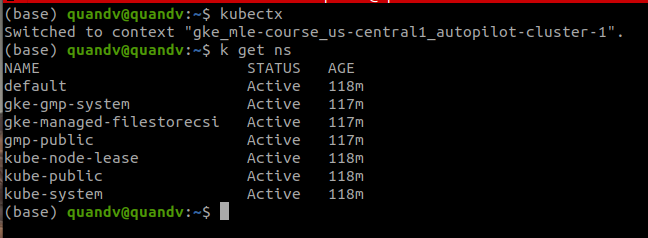 (base) quandv@quandv:~$ kubectx
Switched to context "gke_mle-course_us-central1_autopilot-cluster-1".
(base) quandv@quandv:~$ k get ns
NAME STATUS AGE
default Active 118m
gke-gmp-system Active 117m
gke-managed-filestorecsi Active 117m
gmp-public Active 117m
kube-node-lease Active 118m
kube-public Active 118m
kube-system Active 118m
(base) quandv@quandv:~$